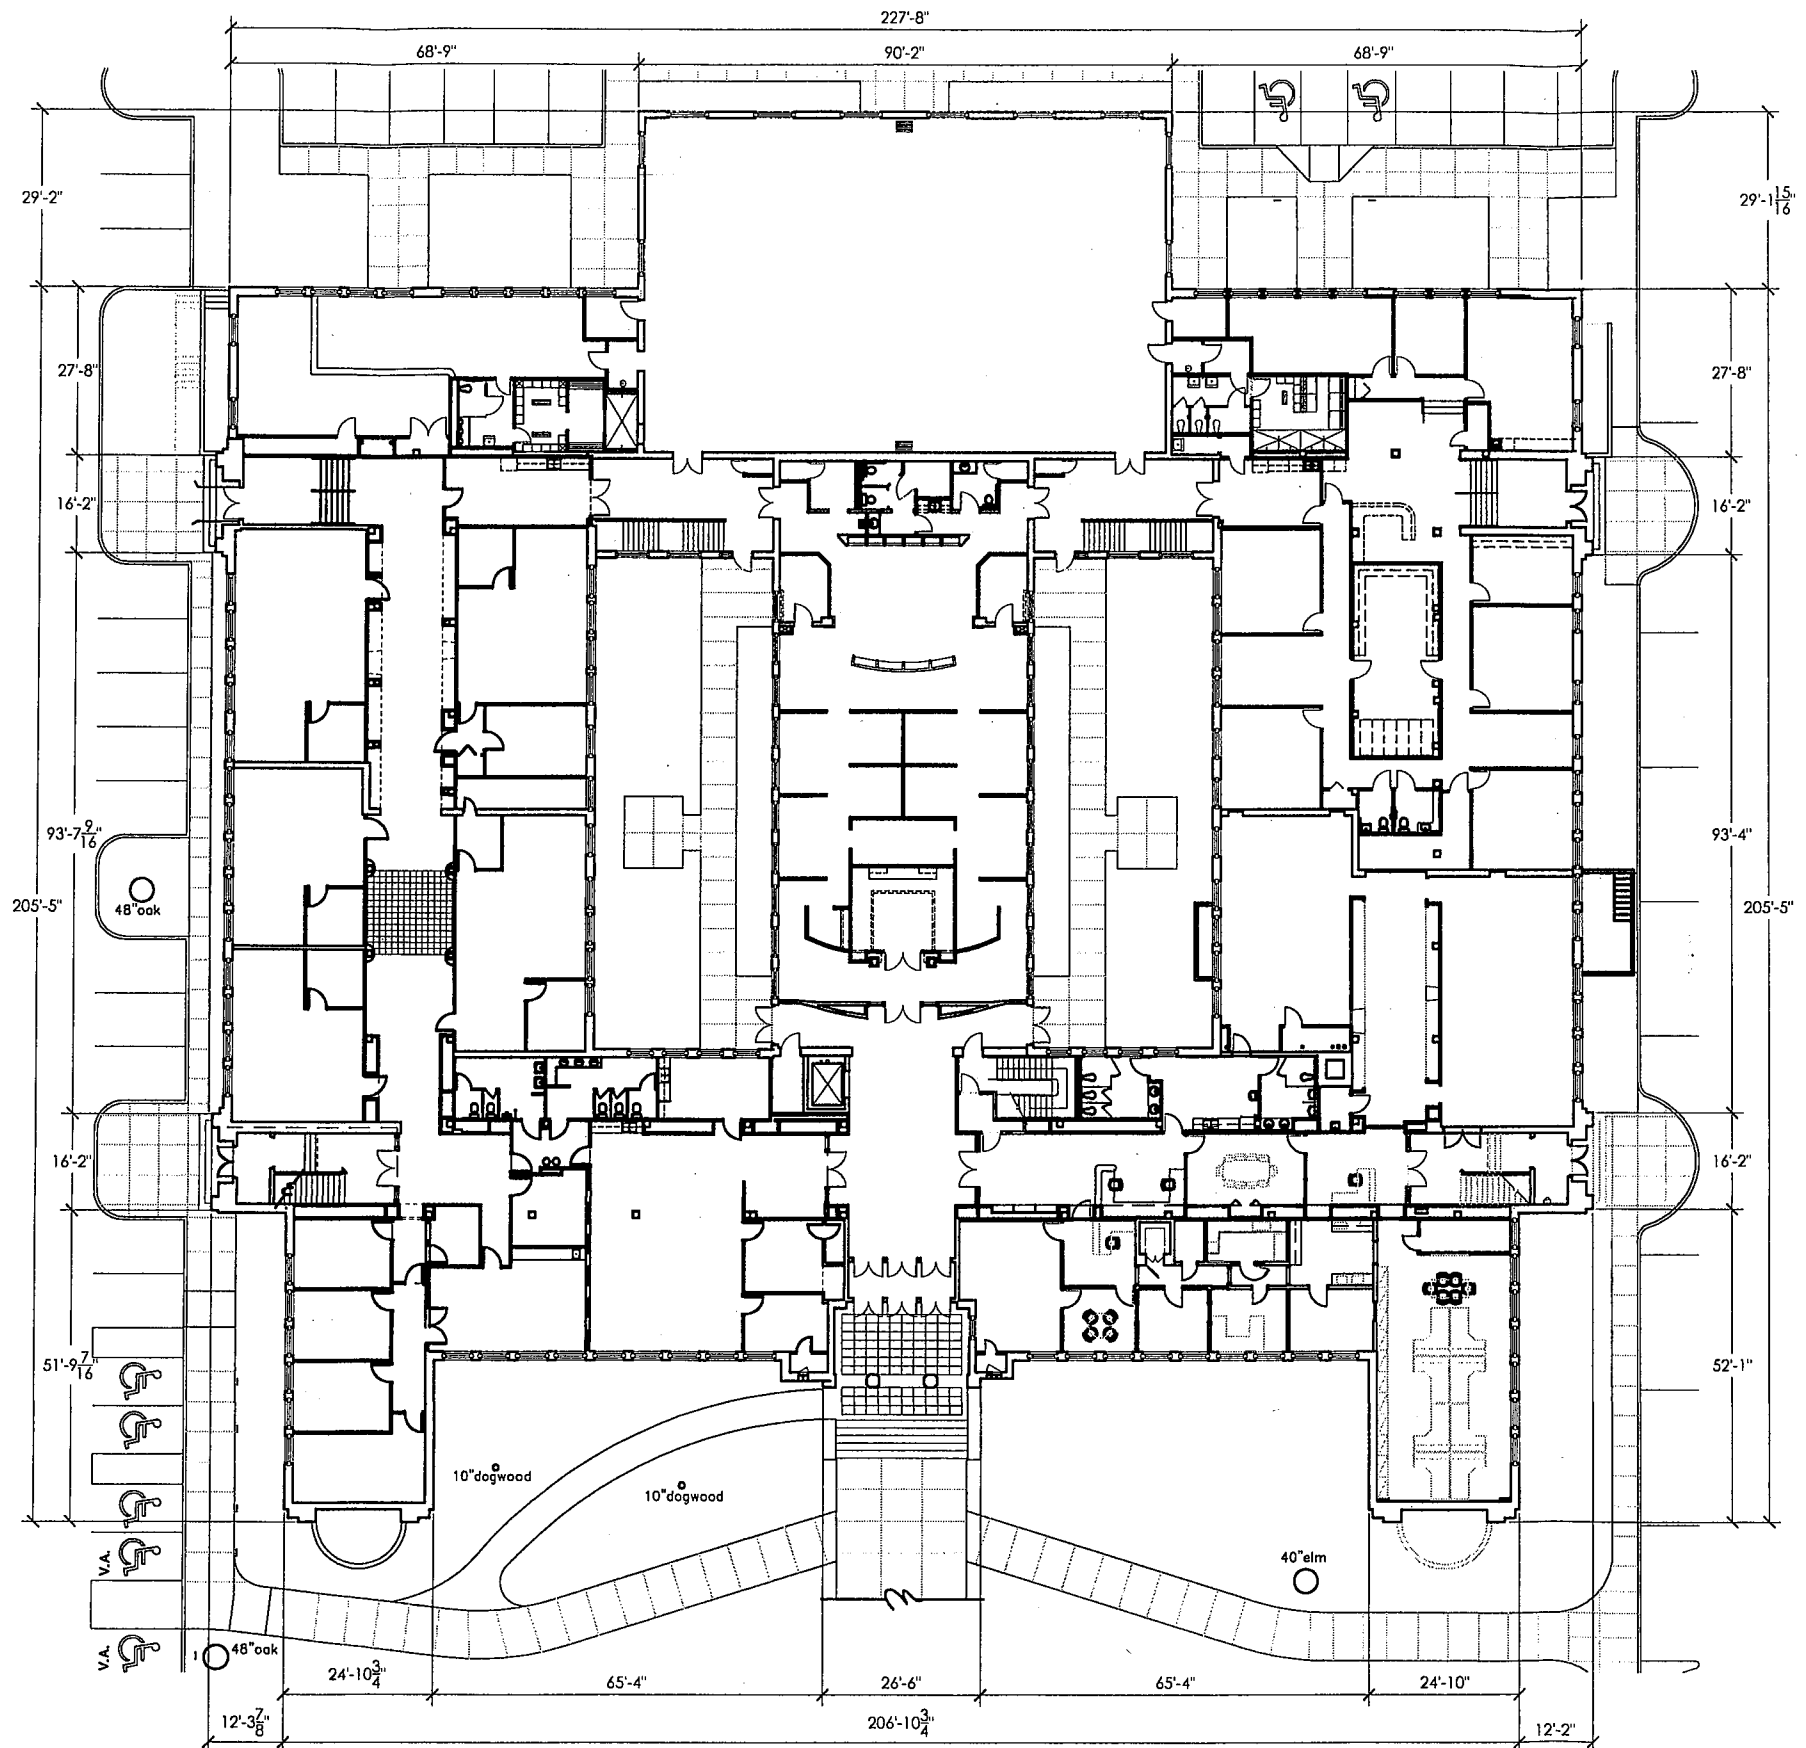 227'-8"
68'-9" 90'-2" 68'-9"
29'-2" 29'-1 15/16"
27'-8" 27'-8"
16'-2" 16'-2"
93'-7 9/16" 93'-4"
48"oak
205'-5" 205'-5"
16'-2" 16'-2"
51'-9 7/16" 52'-1"
10"dogwood
10"dogwood
V.A.
40"elm
V.A.
48"oak
24'-10 3/4" 65'-4" 26'-6" 65'-4" 24'-10"
12'-3 7/8" 206'-10 3/4" 12'-2"